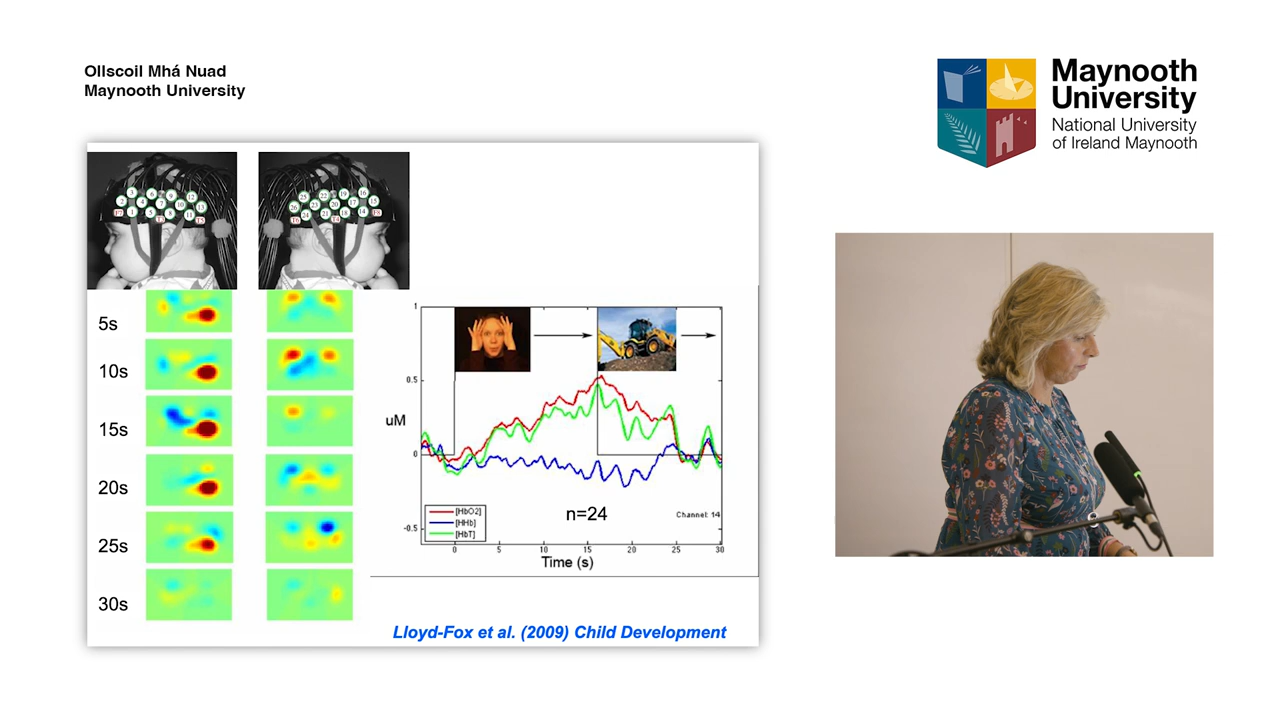 Ollscoil Mhá Nuad
Maynooth University
Maynooth
University
National University
of Ireland Maynooth
5s
10s
15s
20s
25s
30s
1
0.5
uM
0
-0.5
[HbO2]
[HHb]
[HbT]
n=24
Channel: 14
0 5 10 15 20 25 30
Time (s)
Lloyd-Fox et al. (2009) Child Development